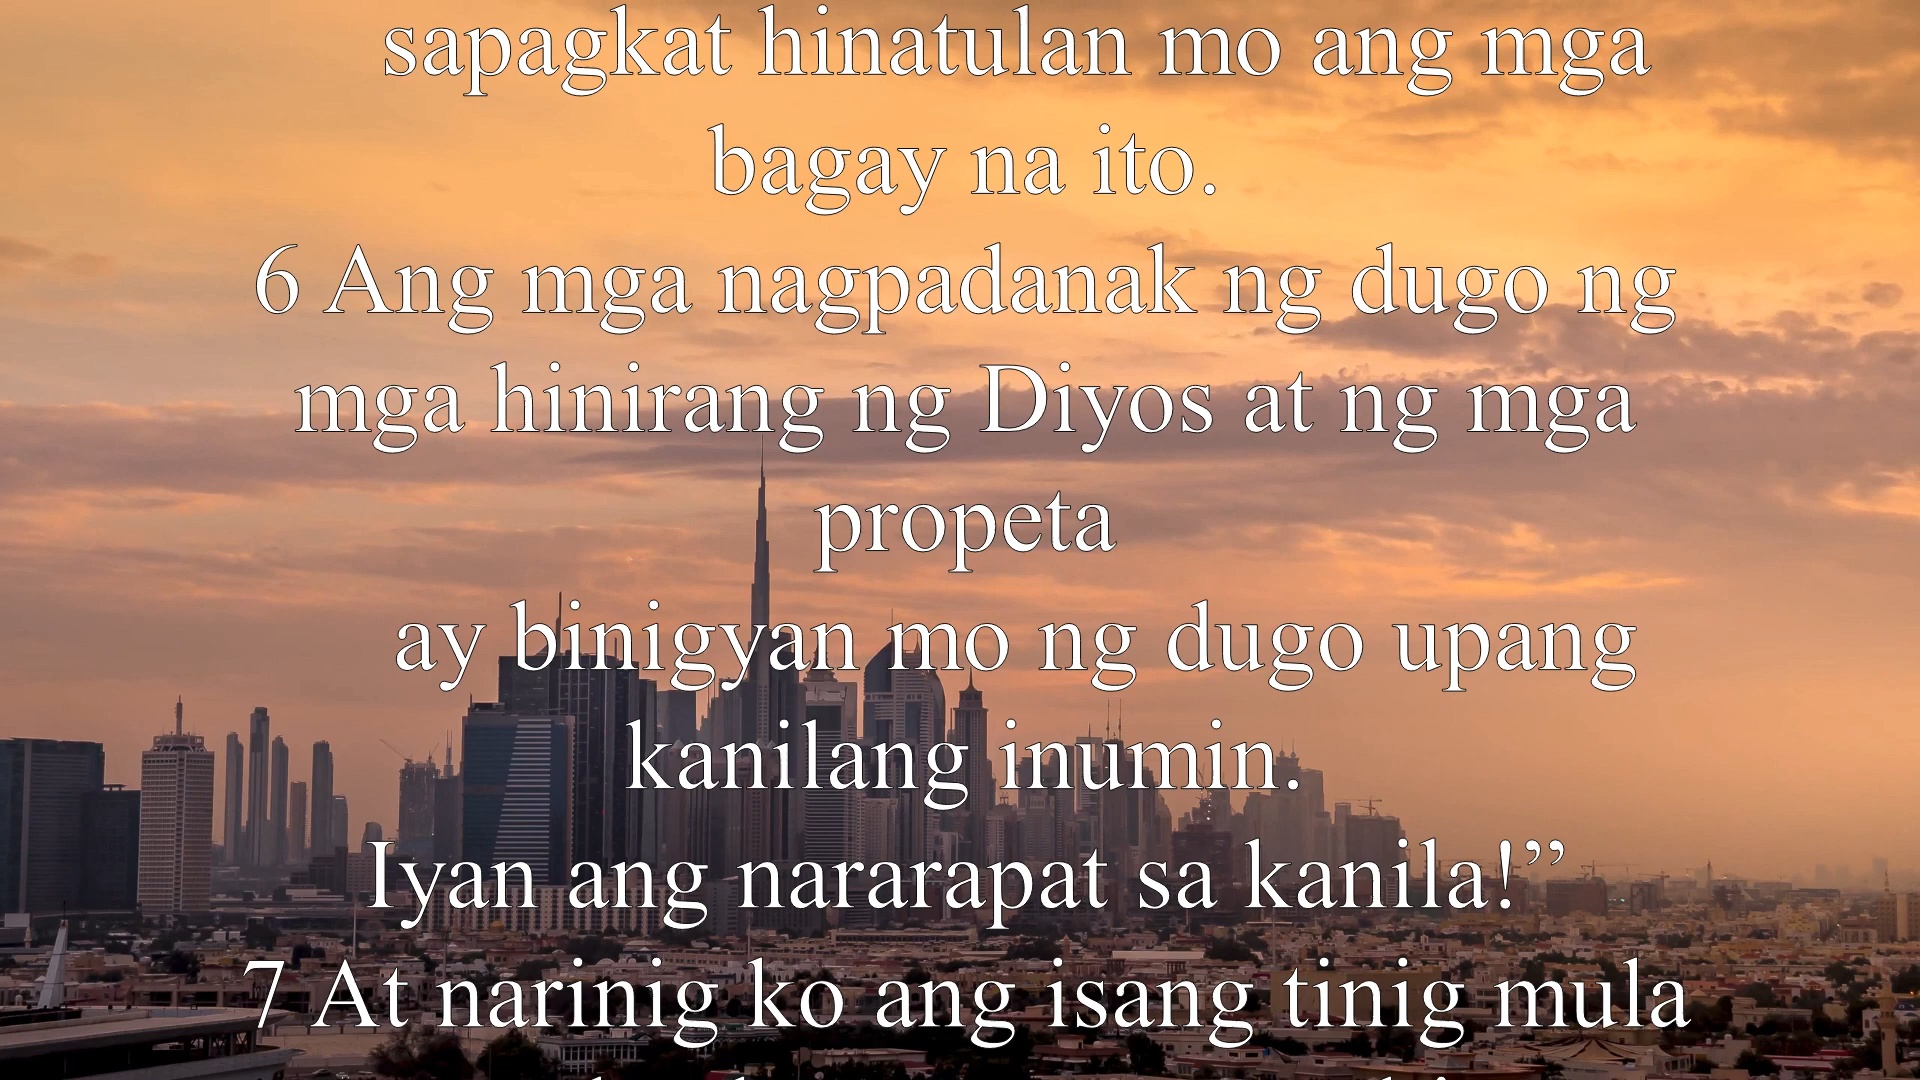 sapagkat hinatulan mo ang mga
bagay na ito.
6 Ang mga nagpadanak ng dugo ng
mga hinirang ng Diyos at ng mga
propeta
ay binigyan mo ng dugo upang
kanilang inumin.
Iyan ang nararapat sa kanila!”
7 At narinig ko ang isang tinig mula